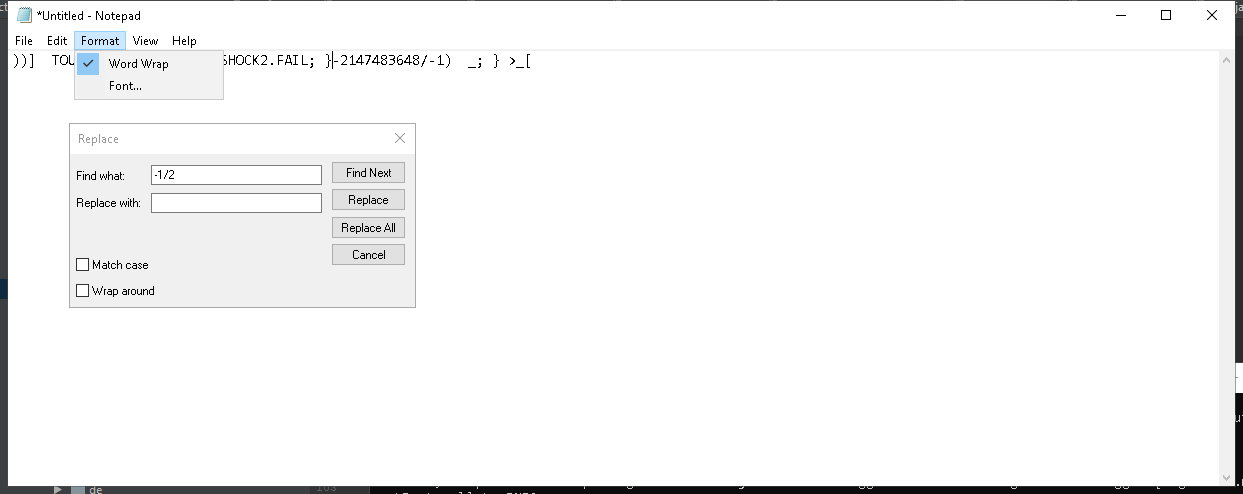 *Untitled - Notepad
File Edit Format View Help
))] TOU SHOCK2.FAIL; }-2147483648/-1) _; } >_[
Word Wrap
Font...
Replace
Find what: -1/2 Find Next
Replace with: Replace
Replace All
Cancel
Match case
Wrap around
de